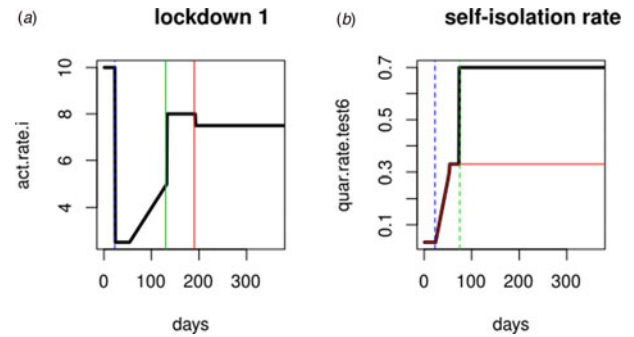 (a) lockdown 1
act.rate.i
10
8
6
4
0 100 200 300
days
(b) self-isolation rate
quar.rate.test6
0.7
0.5
0.3
0.1
0 100 200 300
days